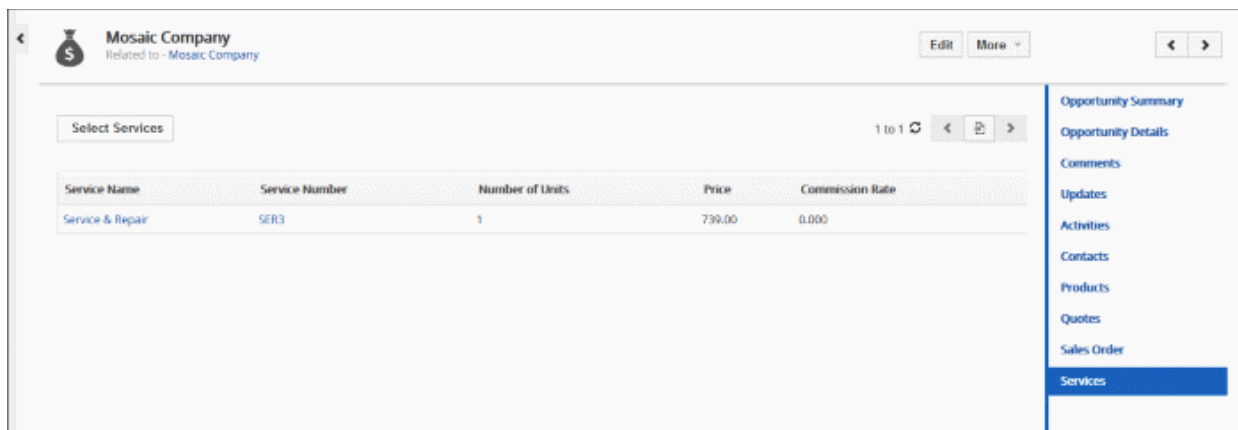 Mosaic Company
Related to - Mosaic Company
Edit More
Select Services
1 to 1
Service Name Service Number Number of Units Price Commission Rate
Service & Repair SER3 1 739.00 0.000
Opportunity Summary
Opportunity Details
Comments
Updates
Activities
Contacts
Products
Quotes
Sales Order
Services